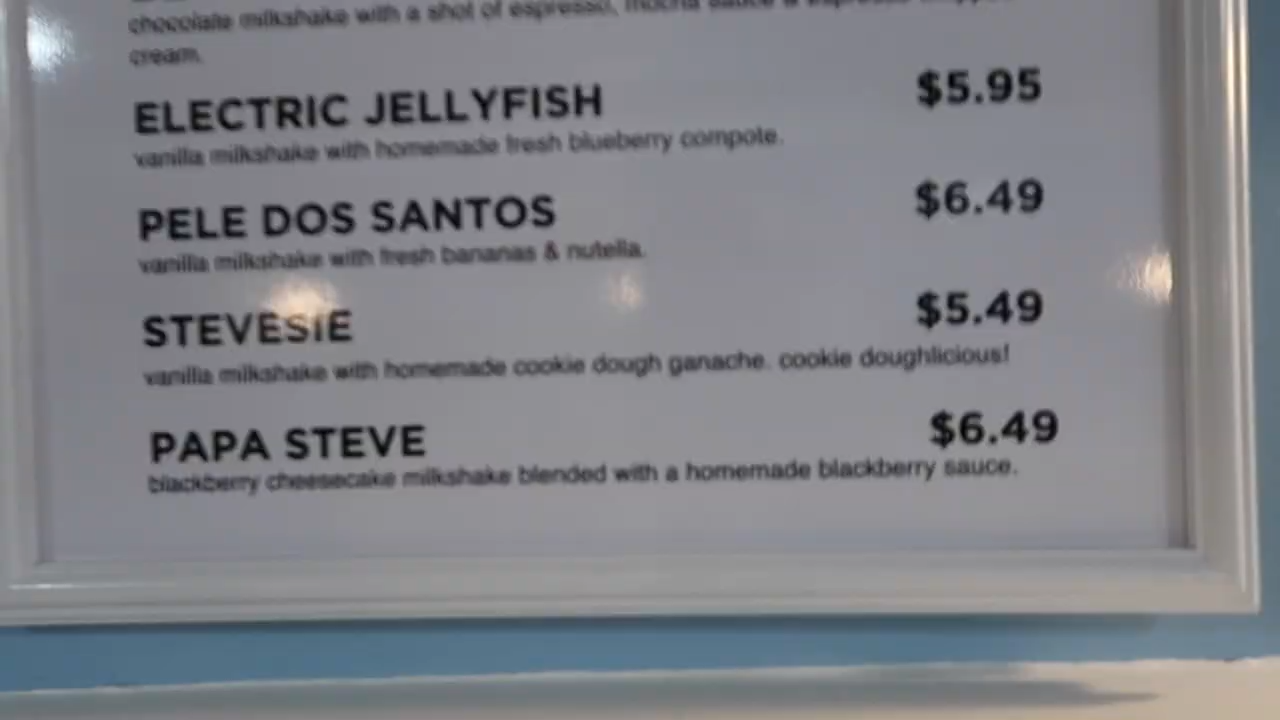 chocolate milkshake with a shot of espresso, mocha sauce & espresso
cream.
ELECTRIC JELLYFISH $5.95
vanilla milkshake with homemade fresh blueberry compote.
PELE DOS SANTOS $6.49
vanilla milkshake with fresh bananas & nutella.
STEVESIE $5.49
vanilla milkshake with homemade cookie dough ganache. cookie doughlicious!
PAPA STEVE $6.49
blackberry cheesecake milkshake blended with a homemade blackberry sauce.